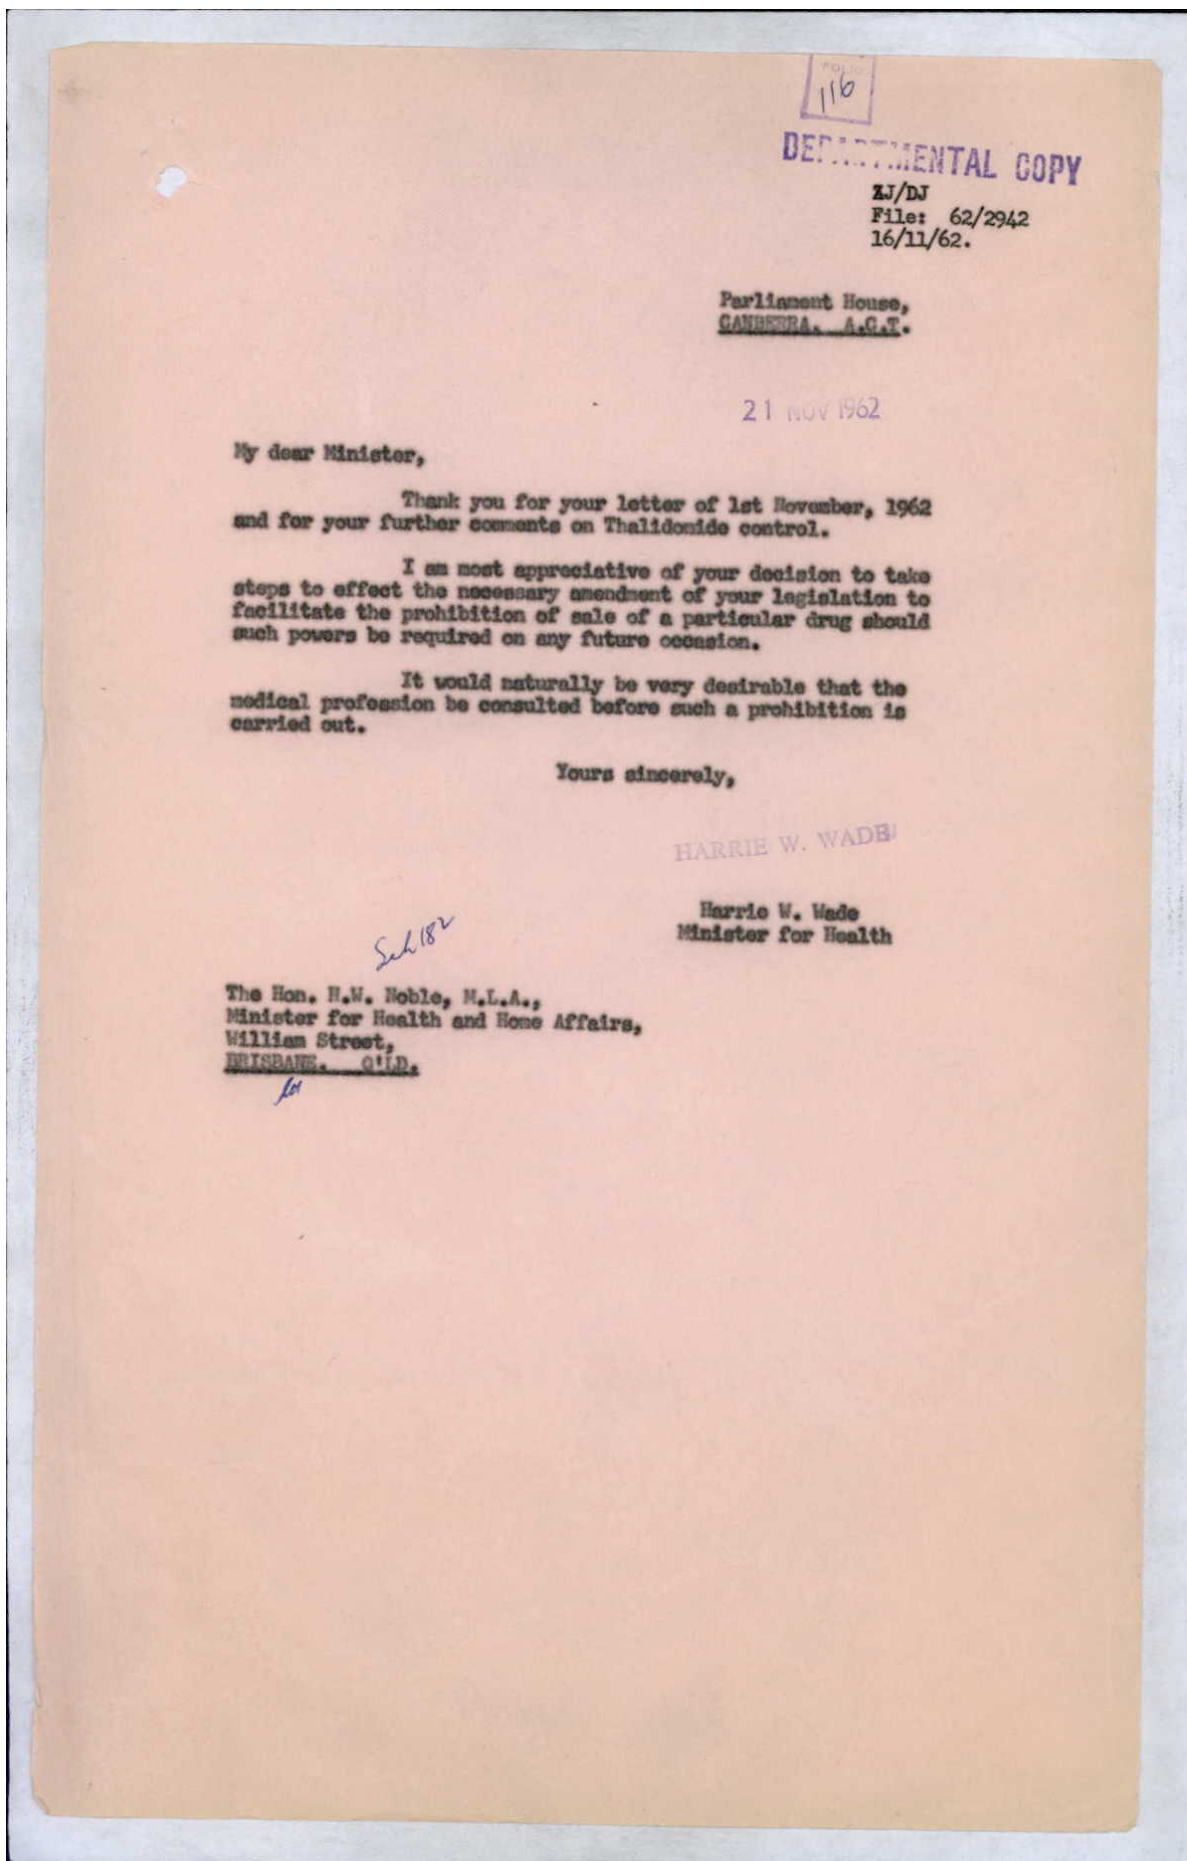 FOLIO
116
DEPARTMENTAL COPY
ZJ/DJ
File: 62/2942
16/11/62.
Parliament House,
CANBERRA. A.C.T.
21 NOV 1962
My dear Minister,
Thank you for your letter of 1st November, 1962
and for your further comments on Thalidomide control.
I am most appreciative of your decision to take
steps to effect the necessary amendment of your legislation to
facilitate the prohibition of sale of a particular drug should
such powers be required on any future occasion.
It would naturally be very desirable that the
medical profession be consulted before such a prohibition is
carried out.
Yours sincerely,
HARRIE W. WADE
Harrie W. Wade
Minister for Health
The Hon. H.W. Noble, M.L.A.,
Minister for Health and Home Affairs,
William Street,
BRISBANE. Q'LD.